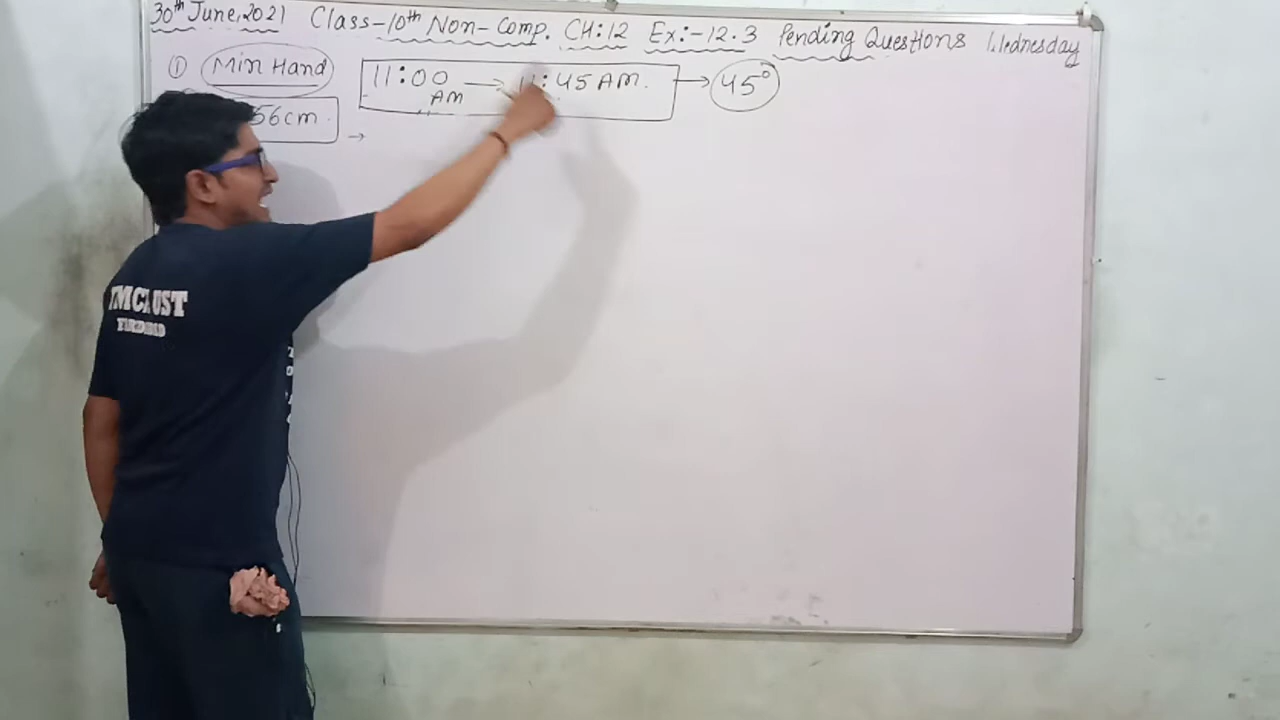 30th June, 2021 Class-10th Non-Comp. CH:12 Ex:-12.3 Pending Questions Wednesday
① Min Hand 11:00 AM → 11:45 AM. → 45°
56cm. →